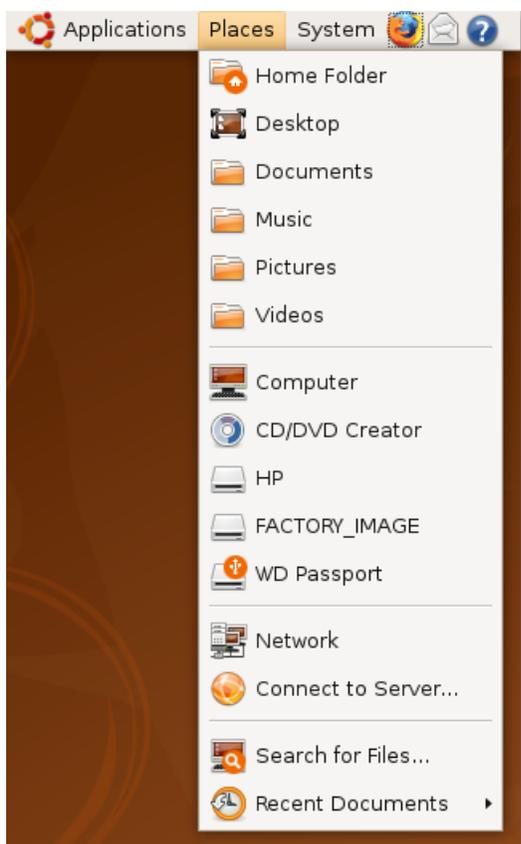 Applications Places System
Home Folder
Desktop
Documents
Music
Pictures
Videos
Computer
CD/DVD Creator
HP
FACTORY_IMAGE
WD Passport
Network
Connect to Server...
Search for Files...
Recent Documents